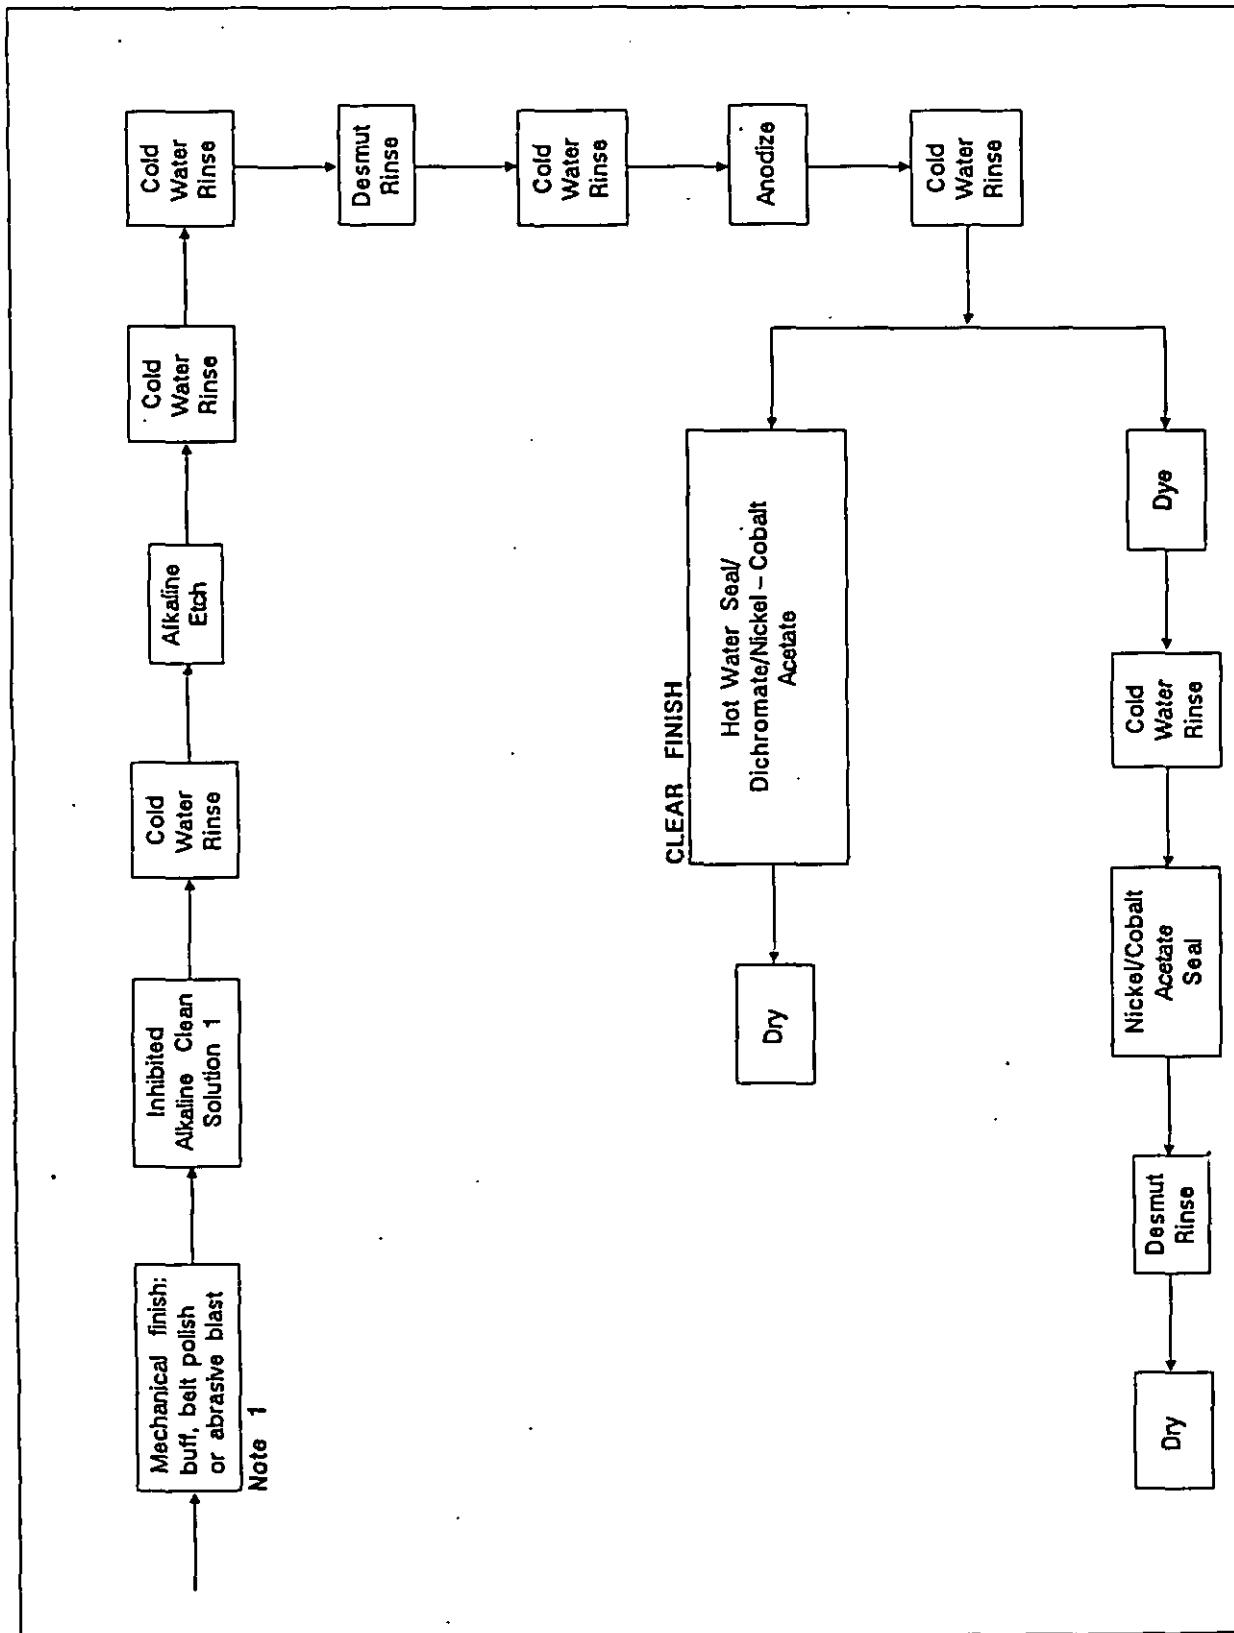 Mechanical finish:
buff, belt polish
or abrasive blast
Note 1
Inhibited
Alkaline Clean
Solution 1
Cold
Water
Rinse
Alkaline
Etch
Cold
Water
Rinse
Cold
Water
Rinse
Desmut
Rinse
Cold
Water
Rinse
Anodize
Cold
Water
Rinse
CLEAR FINISH
Hot Water Seal/
Dichromate/Nickel – Cobalt
Acetate
Dry
Dye
Cold
Water
Rinse
Nickel/Cobalt
Acetate
Seal
Desmut
Rinse
Dry